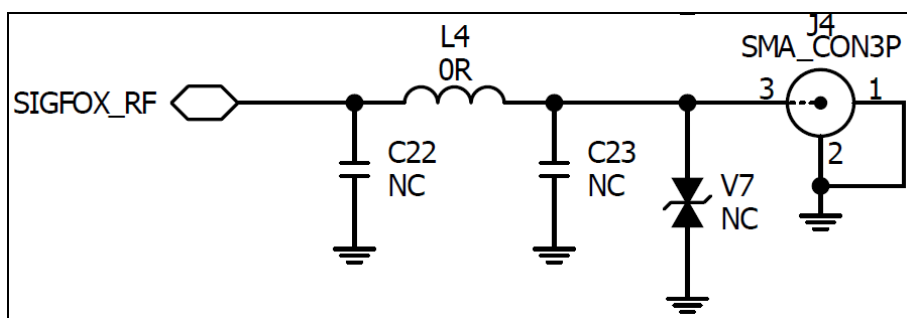 J4
SMA_CON3P
L4
0R
SIGFOX_RF
3
1
2
C22
NC
C23
NC
V7
NC